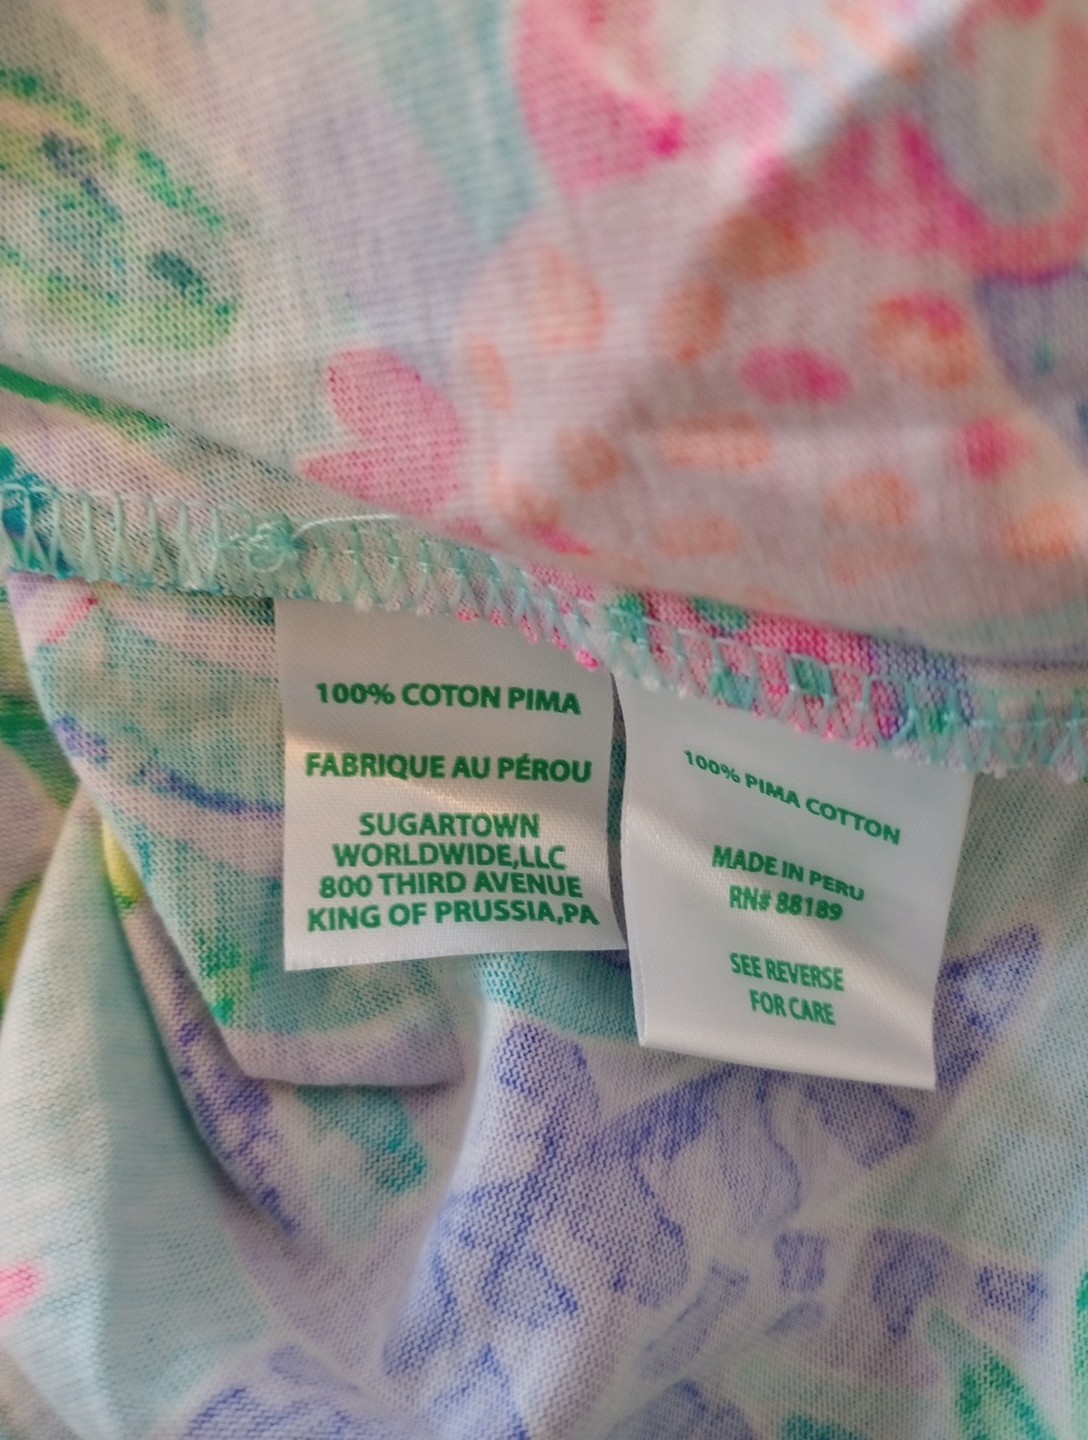 100% COTON PIMA
FABRIQUE AU PÉROU
SUGARTOWN
WORLDWIDE,LLC
800 THIRD AVENUE
KING OF PRUSSIA,PA
100% PIMA COTTON
MADE IN PERU
RN# 88189
SEE REVERSE
FOR CARE